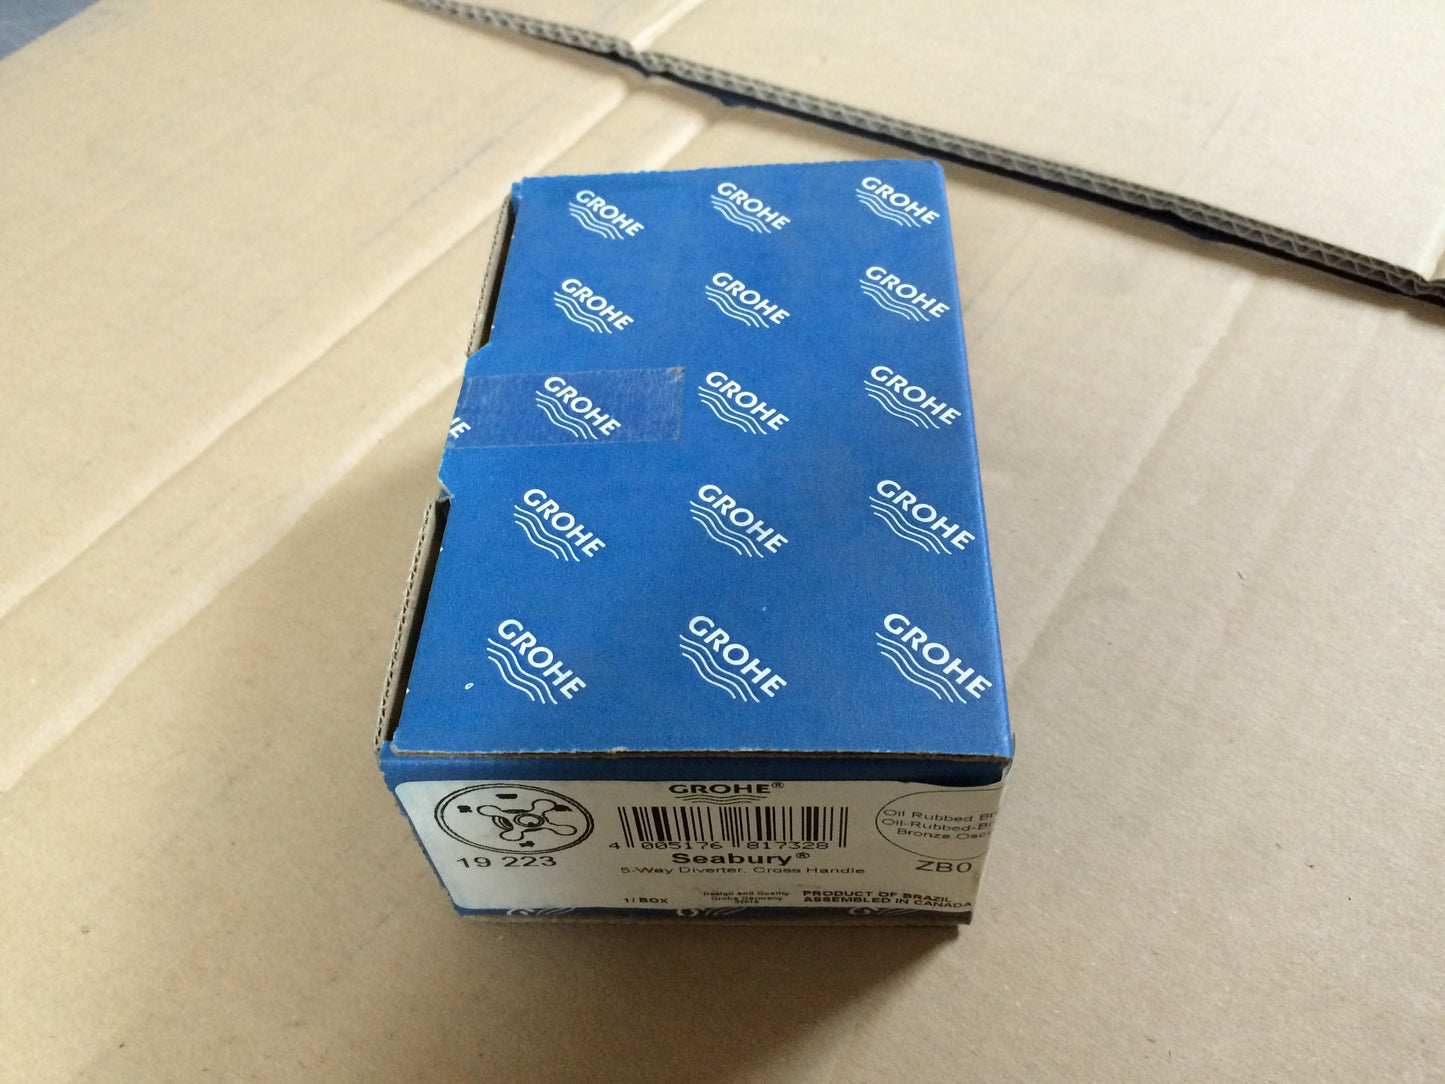 GROHE GROHE GROHE
GROHE GROHE GROHE
HE GROHE GROHE GROHE
GROHE GROHE GROHE
GROHE GROHE GROHE
GROHE®
4 005176 817328
19 223
Seabury®
5-Way Diverter, Cross Handle
1/ BOX
Design and Quality
Grohe Germany
PRODUCT OF BRAZIL
ASSEMBLED IN CANADA
Oil Rubbed Br
Oil-Rubbed-Br
Bronze Osc
ZB0